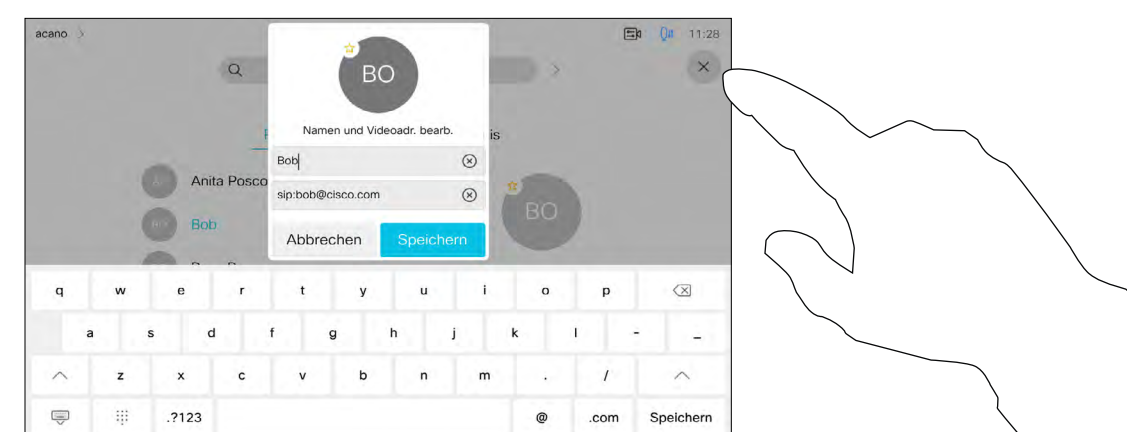 acano
11:28
BO
Namen und Videoadr. bearb.
is
Bob
Anita Posco
sip:bob@cisco.com
BO
Bob
Abbrechen Speichern
q w e r t y u i o p
a s d f g h j k l - _
z x c v b n m . /
.?123 @ .com Speichern